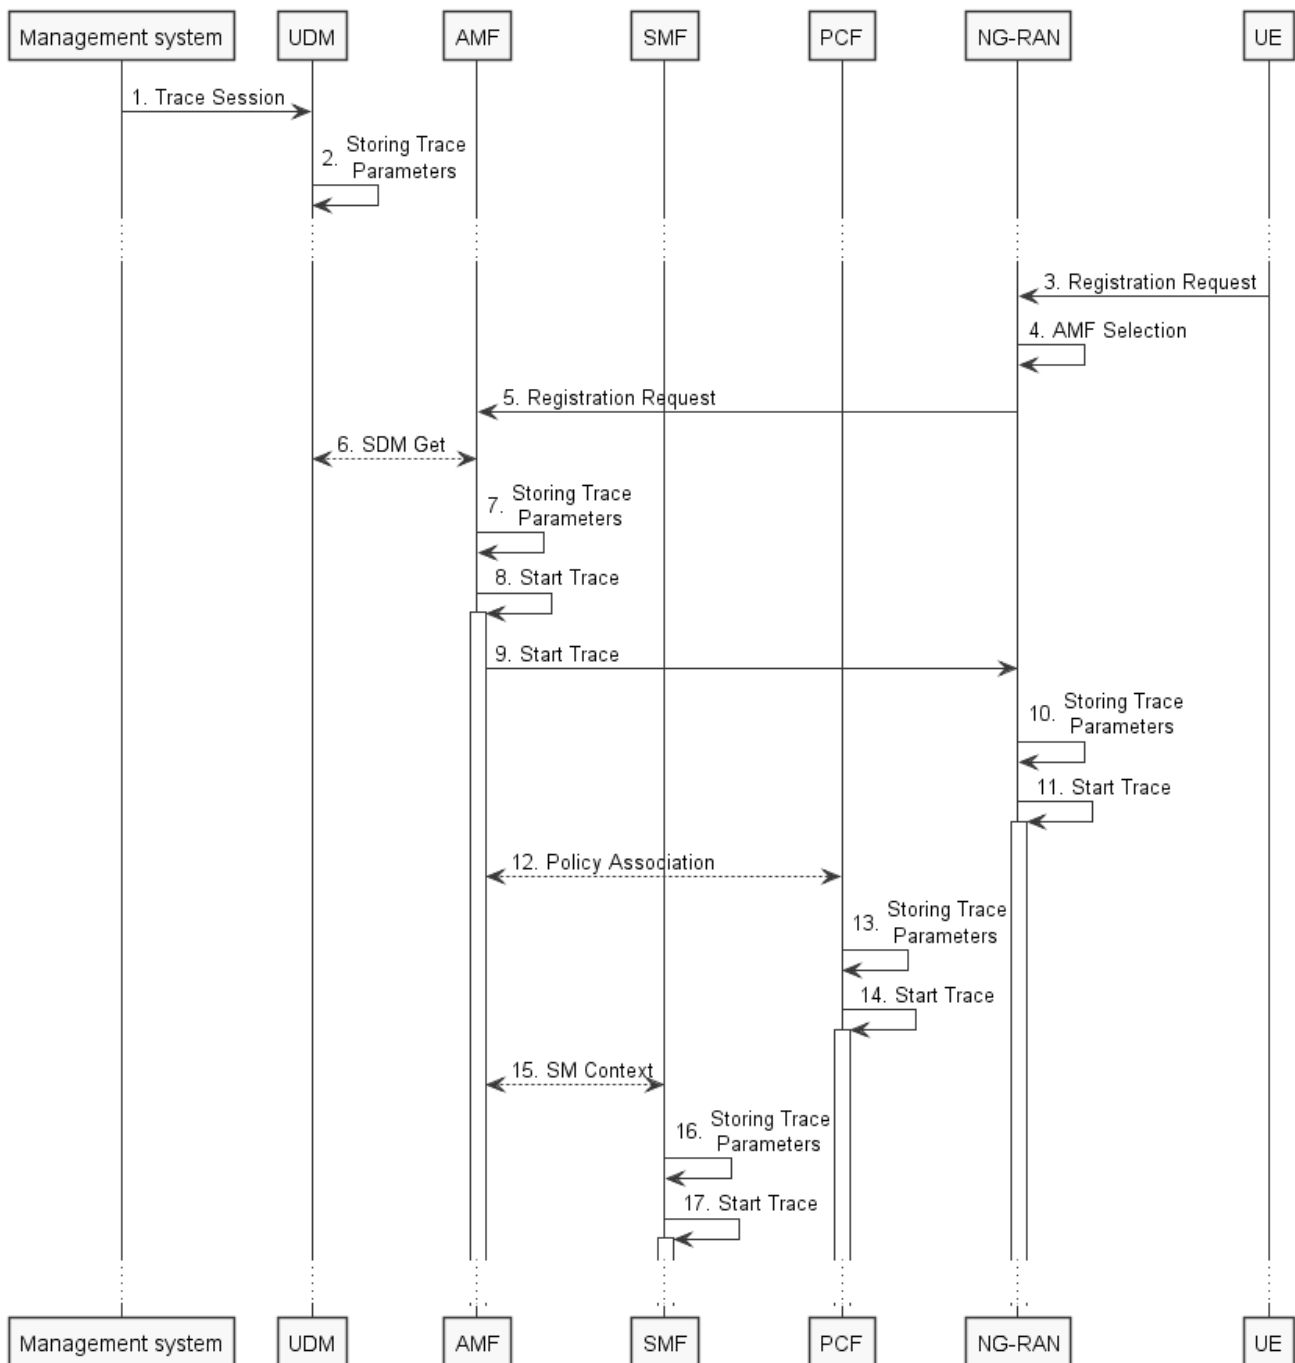 Management system
UDM
AMF
SMF
PCF
NG-RAN
UE
1. Trace Session
2. Storing Trace
Parameters
3. Registration Request
4. AMF Selection
5. Registration Request
6. SDM Get
7. Storing Trace
Parameters
8. Start Trace
9. Start Trace
10. Storing Trace
Parameters
11. Start Trace
12. Policy Association
13. Storing Trace
Parameters
14. Start Trace
15. SM Context
16. Storing Trace
Parameters
17. Start Trace
Management system
UDM
AMF
SMF
PCF
NG-RAN
UE